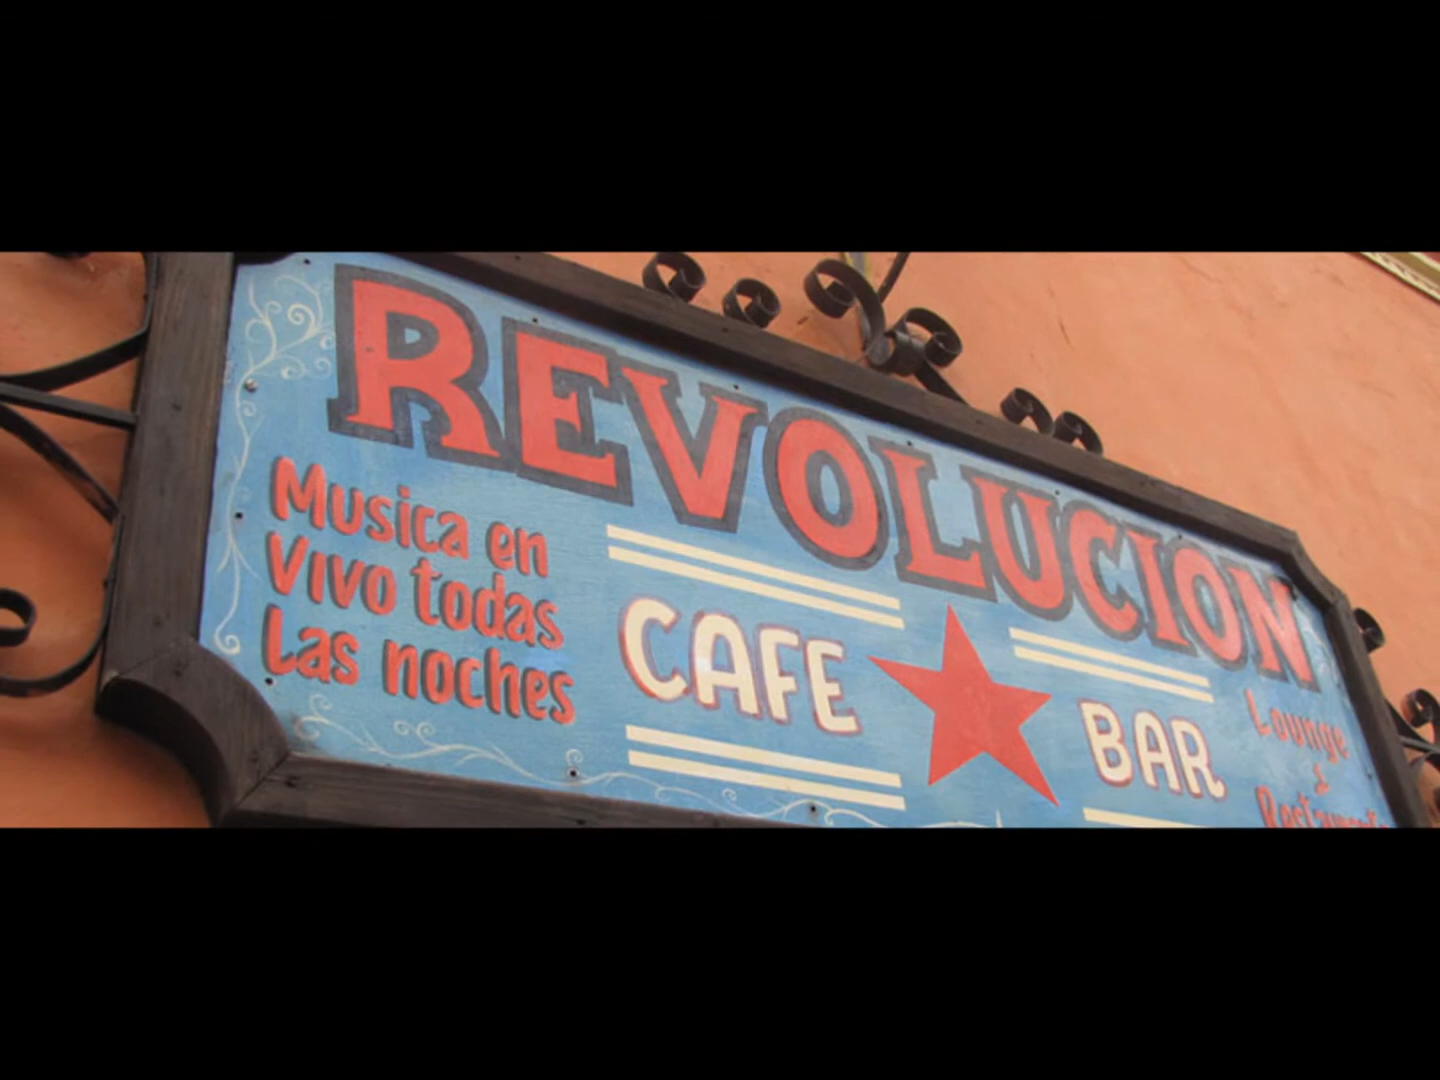 REVOLUCION
Musica en
Vivo todas
Las noches
CAFE
BAR
Lounge
&